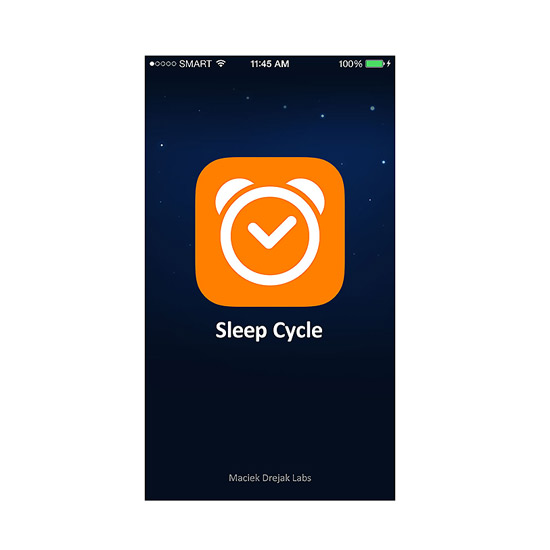 SMART 11:45 AM 100%
Sleep Cycle
Maciek Drejak Labs